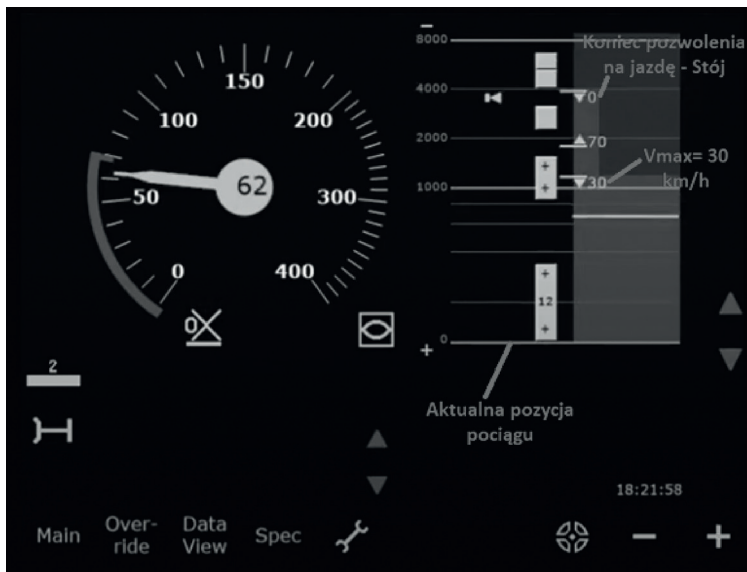 150
100
200
50
62
300
0
400
2
Main
Over-
ride
Data
View
Spec
−
8000
4000
2000
1000
0
+
+
+
+
12
+
0
70
30
Koniec pozwolenia
na jazdę - Stój
Vmax= 30
km/h
Aktualna pozycja
pociągu
18:21:58
−
+